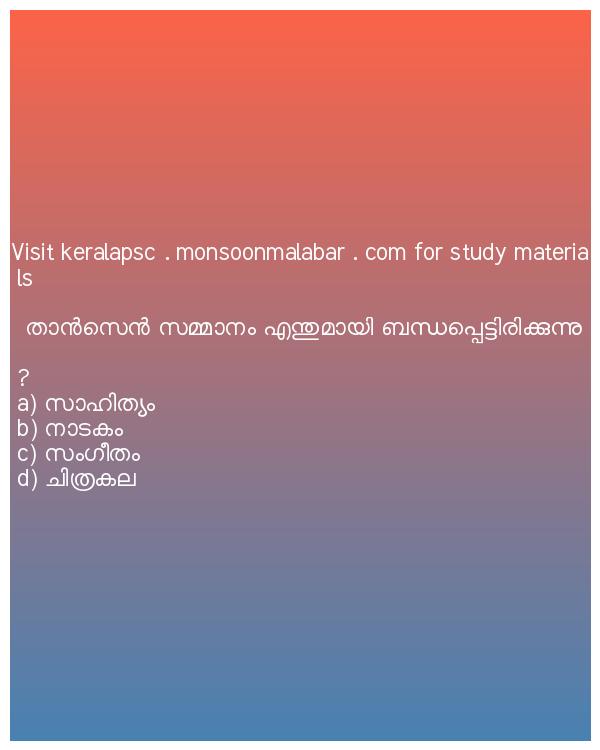 Visit keralapsc . monsoonmalabar . com for study materia
ls
താൻസെൻ സമ്മാനം എന്തുമായി ബന്ധപ്പെട്ടിരിക്കുന്നു
?
a) സാഹിത്യം
b) നാടകം
c) സംഗീതം
d) ചിത്രകല